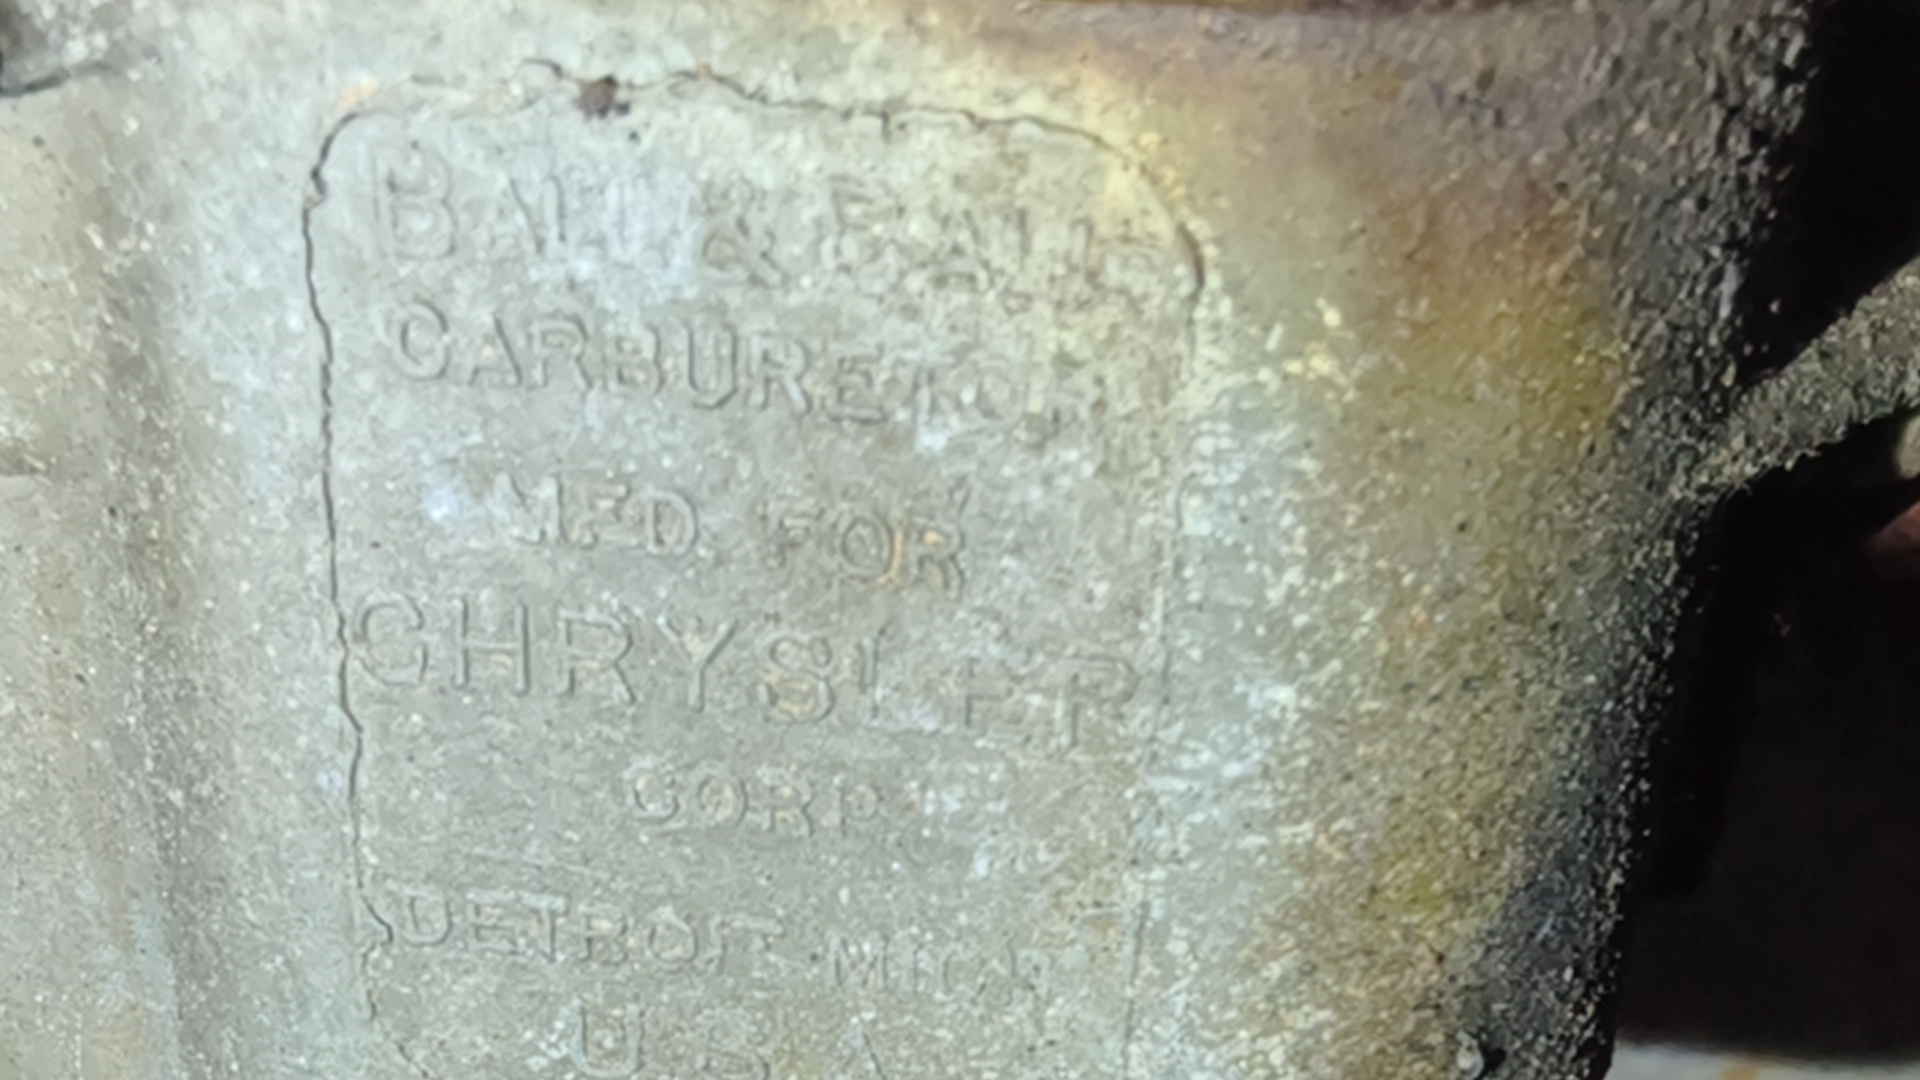 BALL & BALL
CARBURETOR
MFD. FOR
CHRYSLER
CORP.
DETROIT MICH.
U.S.A.